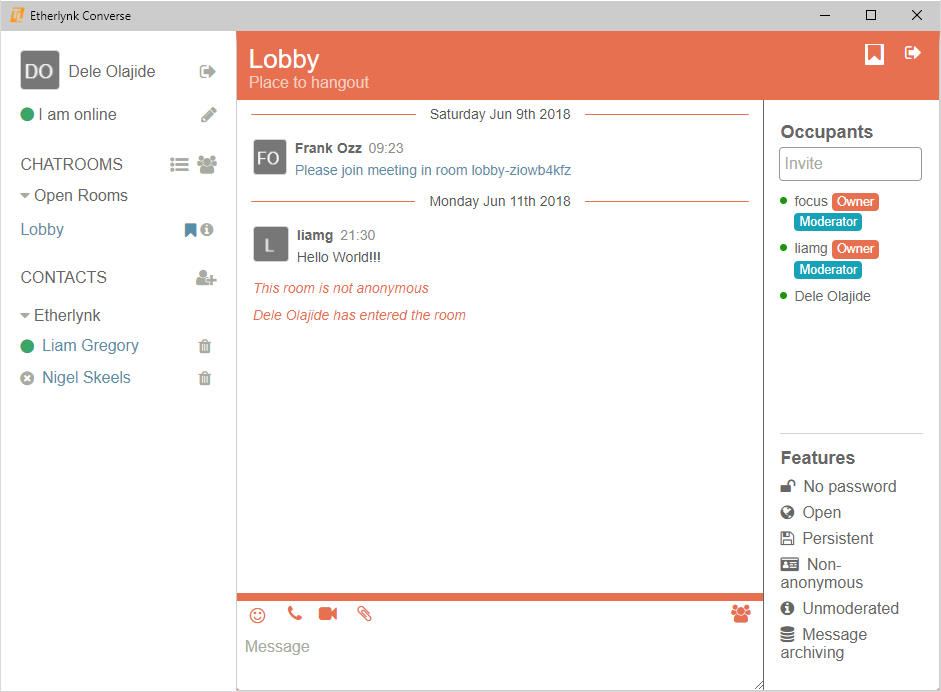 Etherlynk Converse
DO Dele Olajide
I am online
CHATROOMS
Open Rooms
Lobby
CONTACTS
Etherlynk
Liam Gregory
Nigel Skeels
Lobby
Place to hangout
Saturday Jun 9th 2018
FO Frank Ozz 09:23
Please join meeting in room lobby-ziowb4kfz
Monday Jun 11th 2018
L liamg 21:30
Hello World!!!
This room is not anonymous
Dele Olajide has entered the room
Message
Occupants
Invite
focus Owner
Moderator
liamg Owner
Moderator
Dele Olajide
Features
No password
Open
Persistent
Non-
anonymous
Unmoderated
Message
archiving